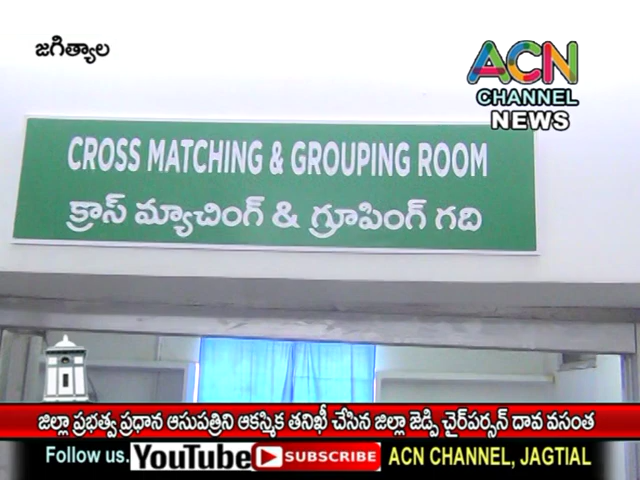 జగిత్యాల
ACN
CHANNEL
NEWS
CROSS MATCHING & GROUPING ROOM
క్రాస్ మ్యాచింగ్ & గ్రూపింగ్ గది
జిల్లా ప్రభుత్వ ప్రధాన ఆసుపత్రిని ఆకస్మిక తనిఖీ చేసిన జిల్లా జెడ్పి చైర్‌పర్సన్ దావ వసంత
Follow us. YouTube SUBSCRIBE ACN CHANNEL, JAGTIAL